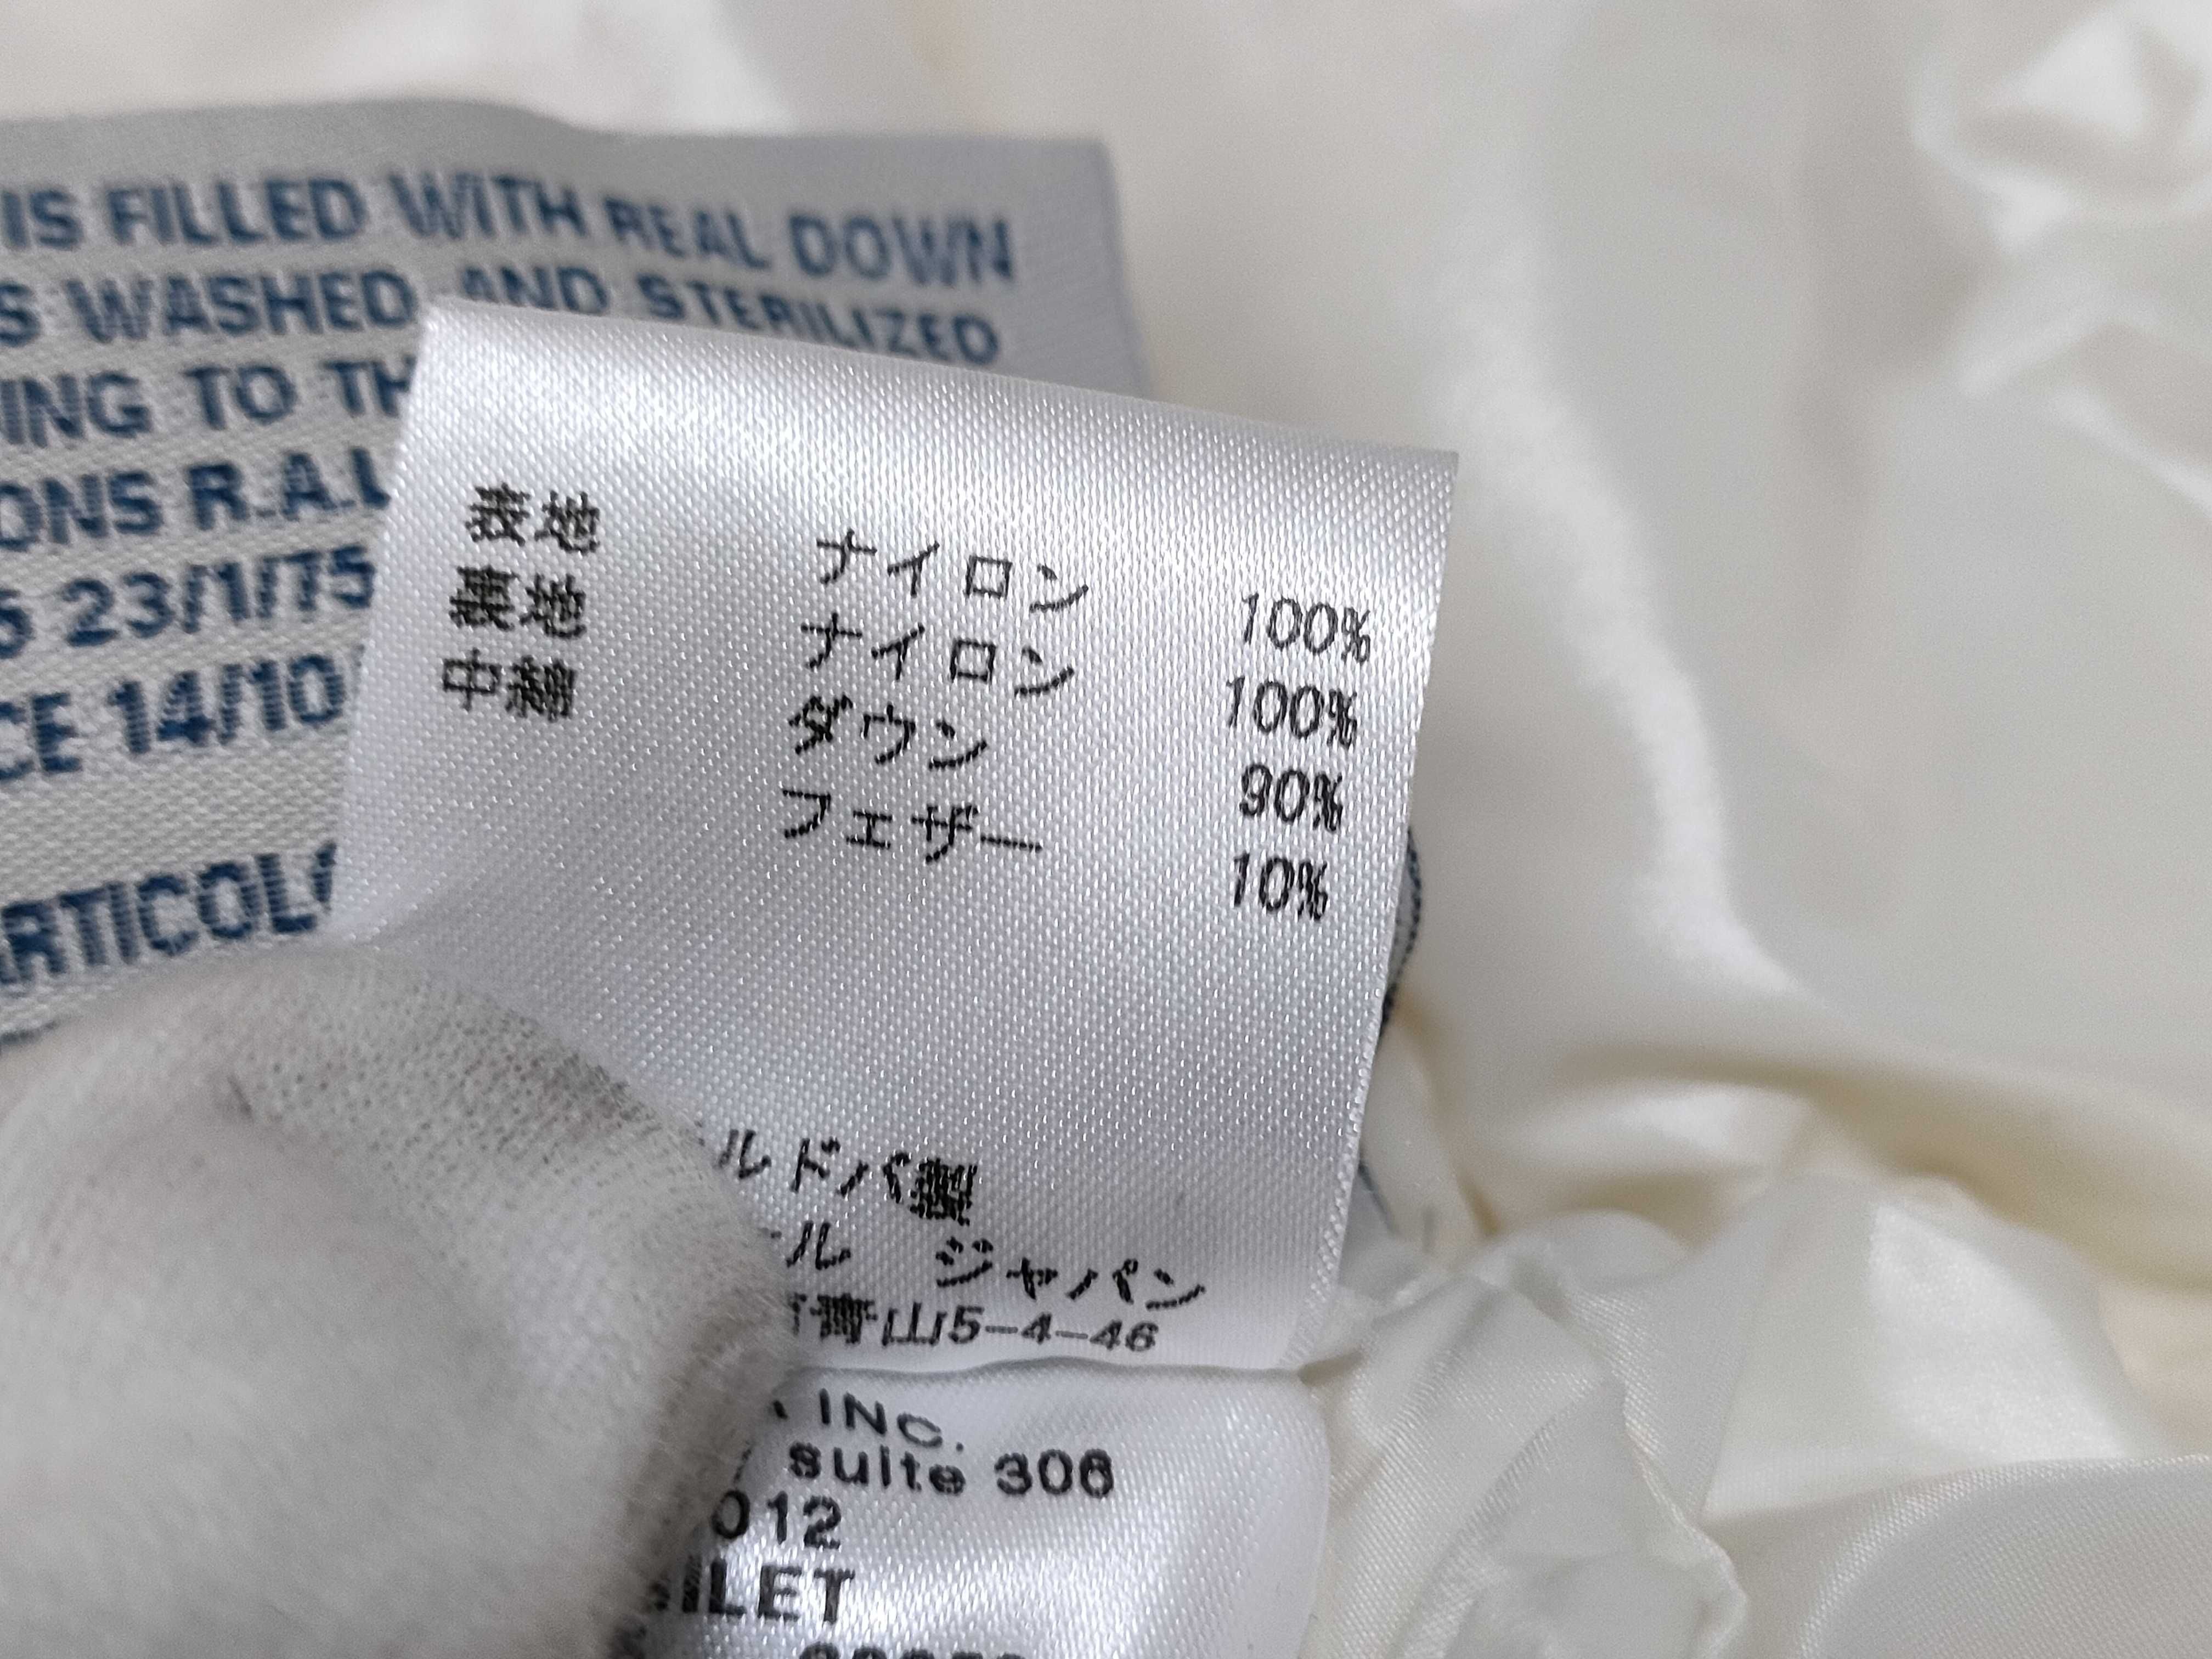 IS FILLED WITH REAL DOWN
S WASHED AND STERILIZED
ING TO TH
ONS R.A.L
5 23/1/75
CE 14/10
ARTICOLO
表地 ナイロン 100%
裏地 ナイロン 100%
中綿 ダウン 90%
フェザー 10%
ルドバ製
ール ジャパン
青山5-4-46
INC.
suite 306
012
ILET